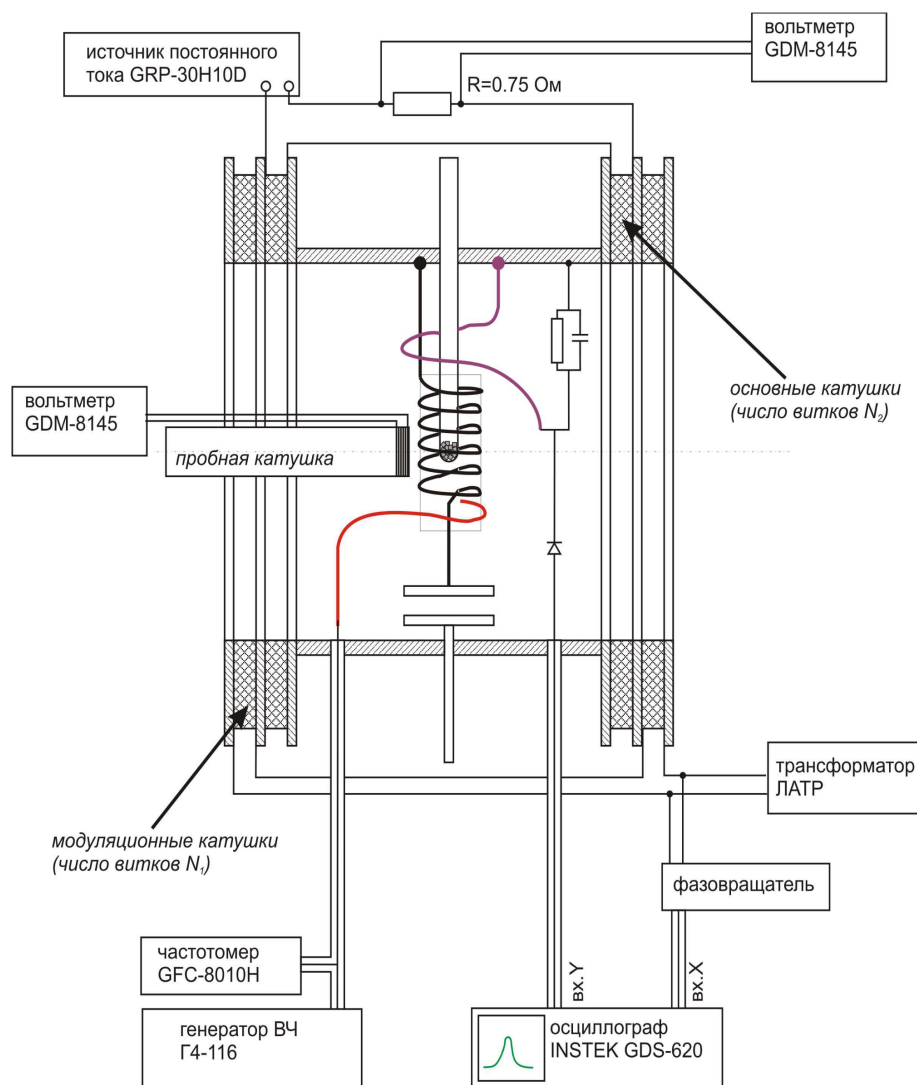 источник постоянного
тока GRP-30H10D
вольтметр
GDM-8145
R=0.75 Ом
основные катушки
(число витков N₂)
вольтметр
GDM-8145
пробная катушка
трансформатор
ЛАТР
модуляционные катушки
(число витков N₁)
фазовращатель
частотомер
GFC-8010H
вх.Y
вх.X
генератор ВЧ
Г4-116
осциллограф
INSTEK GDS-620